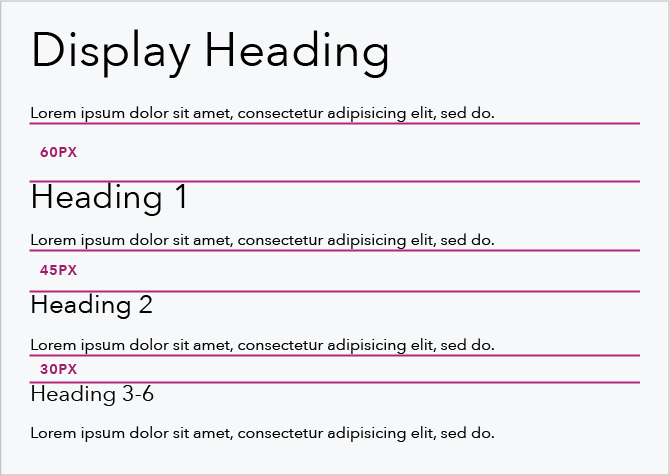 Display Heading
Lorem ipsum dolor sit amet, consectetur adipisicing elit, sed do.
60PX
Heading 1
Lorem ipsum dolor sit amet, consectetur adipisicing elit, sed do.
45PX
Heading 2
Lorem ipsum dolor sit amet, consectetur adipisicing elit, sed do.
30PX
Heading 3-6
Lorem ipsum dolor sit amet, consectetur adipisicing elit, sed do.